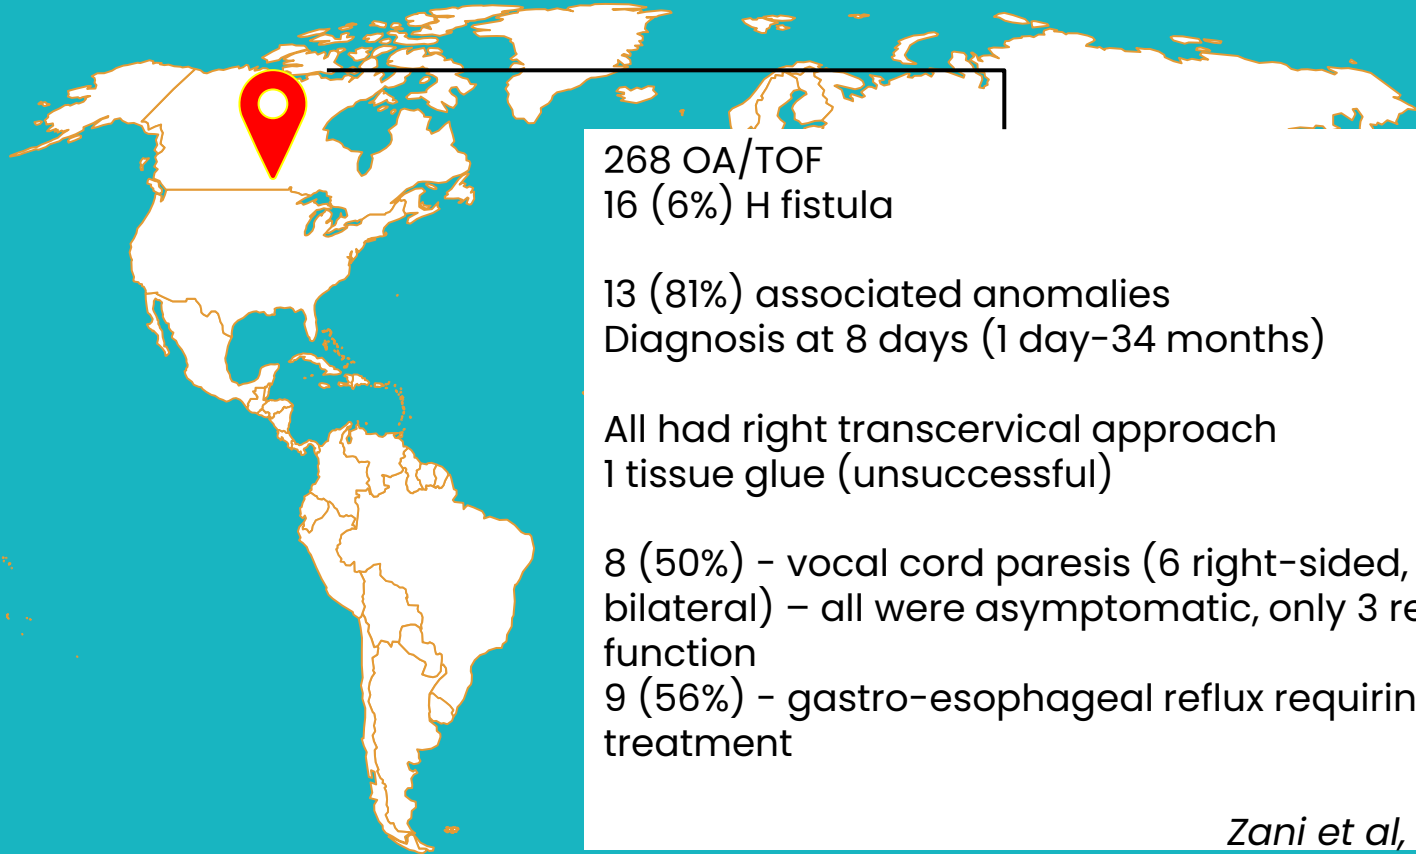 268 OA/TOF
16 (6%) H fistula
13 (81%) associated anomalies
Diagnosis at 8 days (1 day-34 months)
All had right transcervical approach
1 tissue glue (unsuccessful)
8 (50%) - vocal cord paresis (6 right-sided,
bilateral) – all were asymptomatic, only 3
function
9 (56%) - gastro-esophageal reflux
treatment
Zani et al,